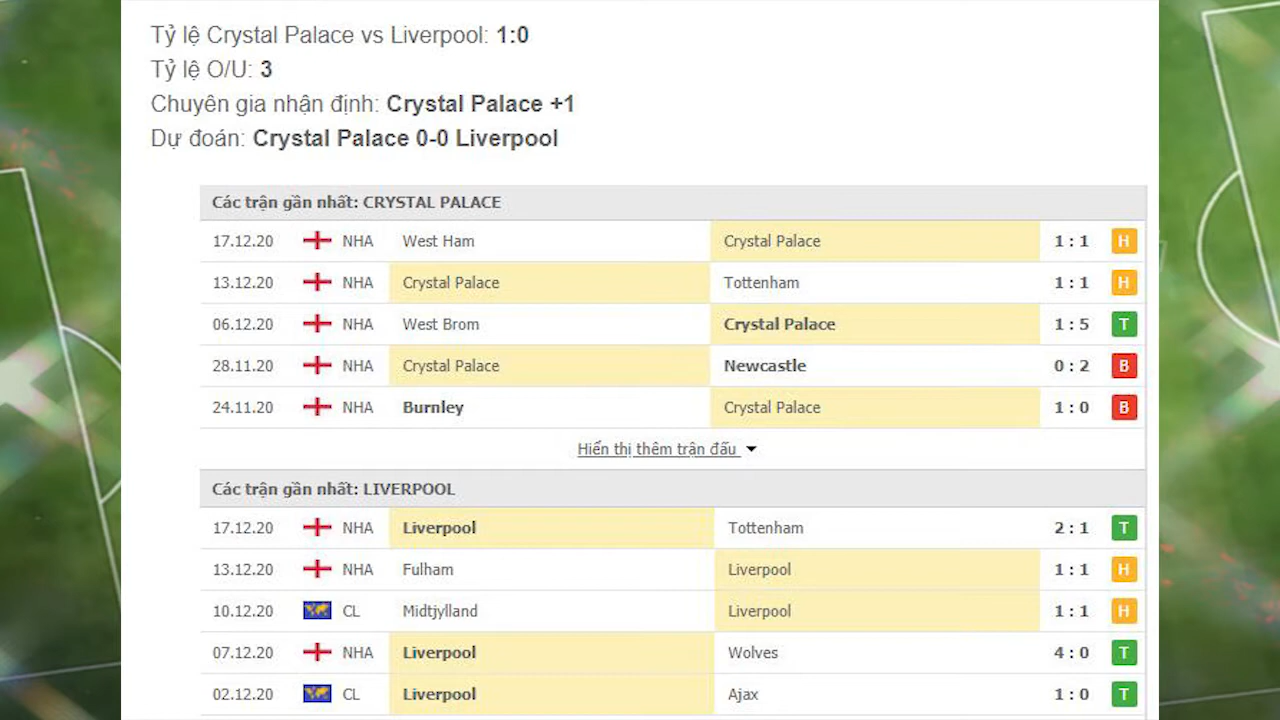 Tỷ lệ Crystal Palace vs Liverpool: 1:0
Tỷ lệ O/U: 3
Chuyên gia nhận định: Crystal Palace +1
Dự đoán: Crystal Palace 0-0 Liverpool
Các trận gần nhất: CRYSTAL PALACE
17.12.20 NHA West Ham Crystal Palace 1 : 1 H
13.12.20 NHA Crystal Palace Tottenham 1 : 1 H
06.12.20 NHA West Brom Crystal Palace 1 : 5 T
28.11.20 NHA Crystal Palace Newcastle 0 : 2 B
24.11.20 NHA Burnley Crystal Palace 1 : 0 B
Hiển thị thêm trận đấu
Các trận gần nhất: LIVERPOOL
17.12.20 NHA Liverpool Tottenham 2 : 1 T
13.12.20 NHA Fulham Liverpool 1 : 1 H
10.12.20 CL Midtjylland Liverpool 1 : 1 H
07.12.20 NHA Liverpool Wolves 4 : 0 T
02.12.20 CL Liverpool Ajax 1 : 0 T